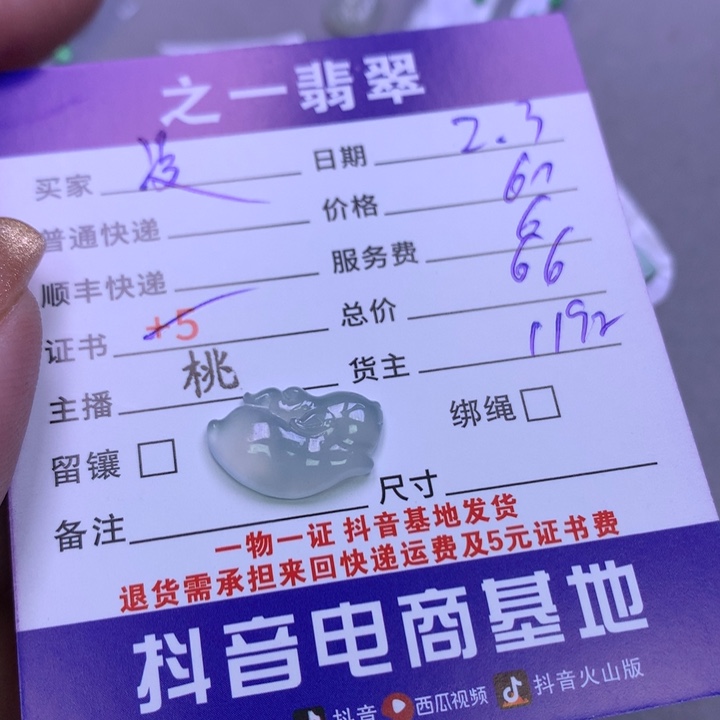 之一翡翠
买家 日期 2.3
普通快递 价格 60
顺丰快递 服务费 6
证书 +5 总价 66
主播 桃 货主 1192
留镶 绑绳
备注 尺寸
一物一证 抖音基地发货
退货需承担来回快递运费及5元证书费
抖音电商基地
抖音 西瓜视频 抖音火山版